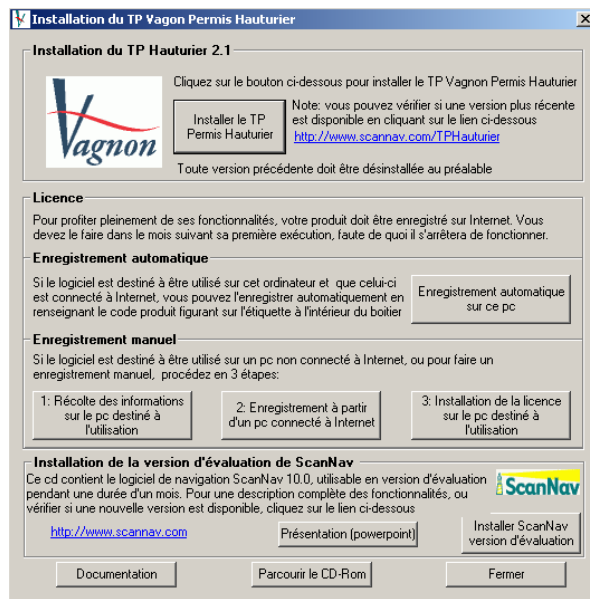 Installation du TP Vagon Permis Hauturier
Installation du TP Hauturier 2.1
Vagnon
Cliquez sur le bouton ci-dessous pour installer le TP Vagnon Permis Hauturier
Installer le TP
Permis Hauturier
Note: vous pouvez vérifier si une version plus récente
est disponible en cliquant sur le lien ci-dessous
http://www.scannav.com/TPHauturier
Toute version précédente doit être désinstallée au préalable
Licence
Pour profiter pleinement de ses fonctionnalités, votre produit doit être enregistré sur Internet. Vous
devez le faire dans le mois suivant sa première exécution, faute de quoi il s'arrêtera de fonctionner.
Enregistrement automatique
Si le logiciel est destiné à être utilisé sur cet ordinateur et que celui-ci
est connecté à Internet, vous pouvez l'enregistrer automatiquement en
renseignant le code produit figurant sur l'étiquette à l'intérieur du boitier
Enregistrement automatique
sur ce pc
Enregistrement manuel
Si le logiciel est destiné à être utilisé sur un pc non connecté à Internet, ou pour faire un
enregistrement manuel, procédez en 3 étapes:
1: Récolte des informations
sur le pc destiné à
l'utilisation
2: Enregistrement à partir
d'un pc connecté à Internet
3: Installation de la licence
sur le pc destiné à
l'utilisation
Installation de la version d'évaluation de ScanNav
Ce cd contient le logiciel de navigation ScanNav 10.0, utilisable en version d'évaluation
pendant une durée d'un mois. Pour une description complète des fonctionnalités, ou
vérifier si une nouvelle version est disponible, cliquez sur le lien ci-dessous
ScanNav
http://www.scannav.com
Présentation (powerpoint)
Installer ScanNav
version d'évaluation
Documentation
Parcourir le CD-Rom
Fermer